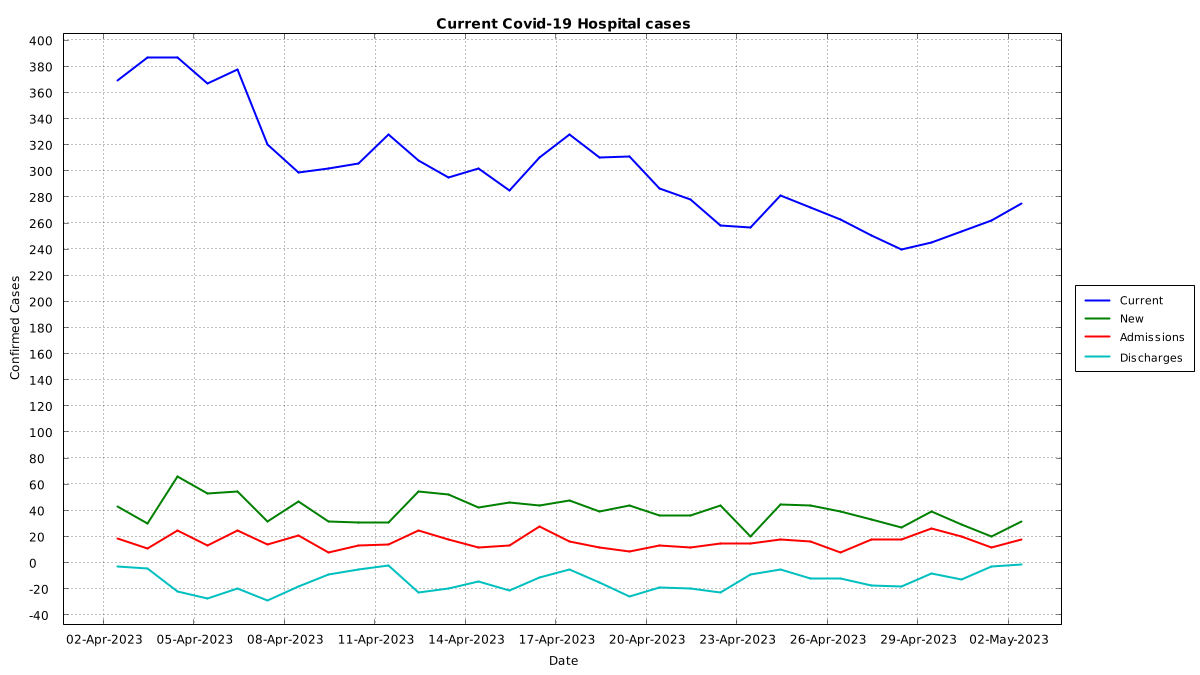 Current Covid-19 Hospital cases
400
380
360
340
320
300
280
260
240
220
200
180
160
140
120
100
80
60
40
20
0
-20
-40
Confirmed Cases
02-Apr-2023 05-Apr-2023 08-Apr-2023 11-Apr-2023 14-Apr-2023 17-Apr-2023 20-Apr-2023 23-Apr-2023 26-Apr-2023 29-Apr-2023 02-May-2023
Date
Current
New
Admissions
Discharges